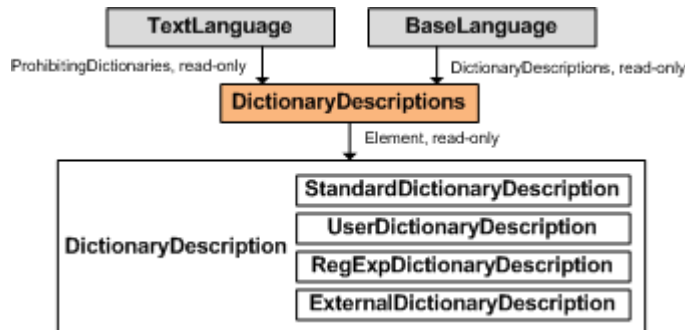 TextLanguage
BaseLanguage
ProhibitingDictionaries, read-only
DictionaryDescriptions, read-only
DictionaryDescriptions
Element, read-only
DictionaryDescription
StandardDictionaryDescription
UserDictionaryDescription
RegExpDictionaryDescription
ExternalDictionaryDescription